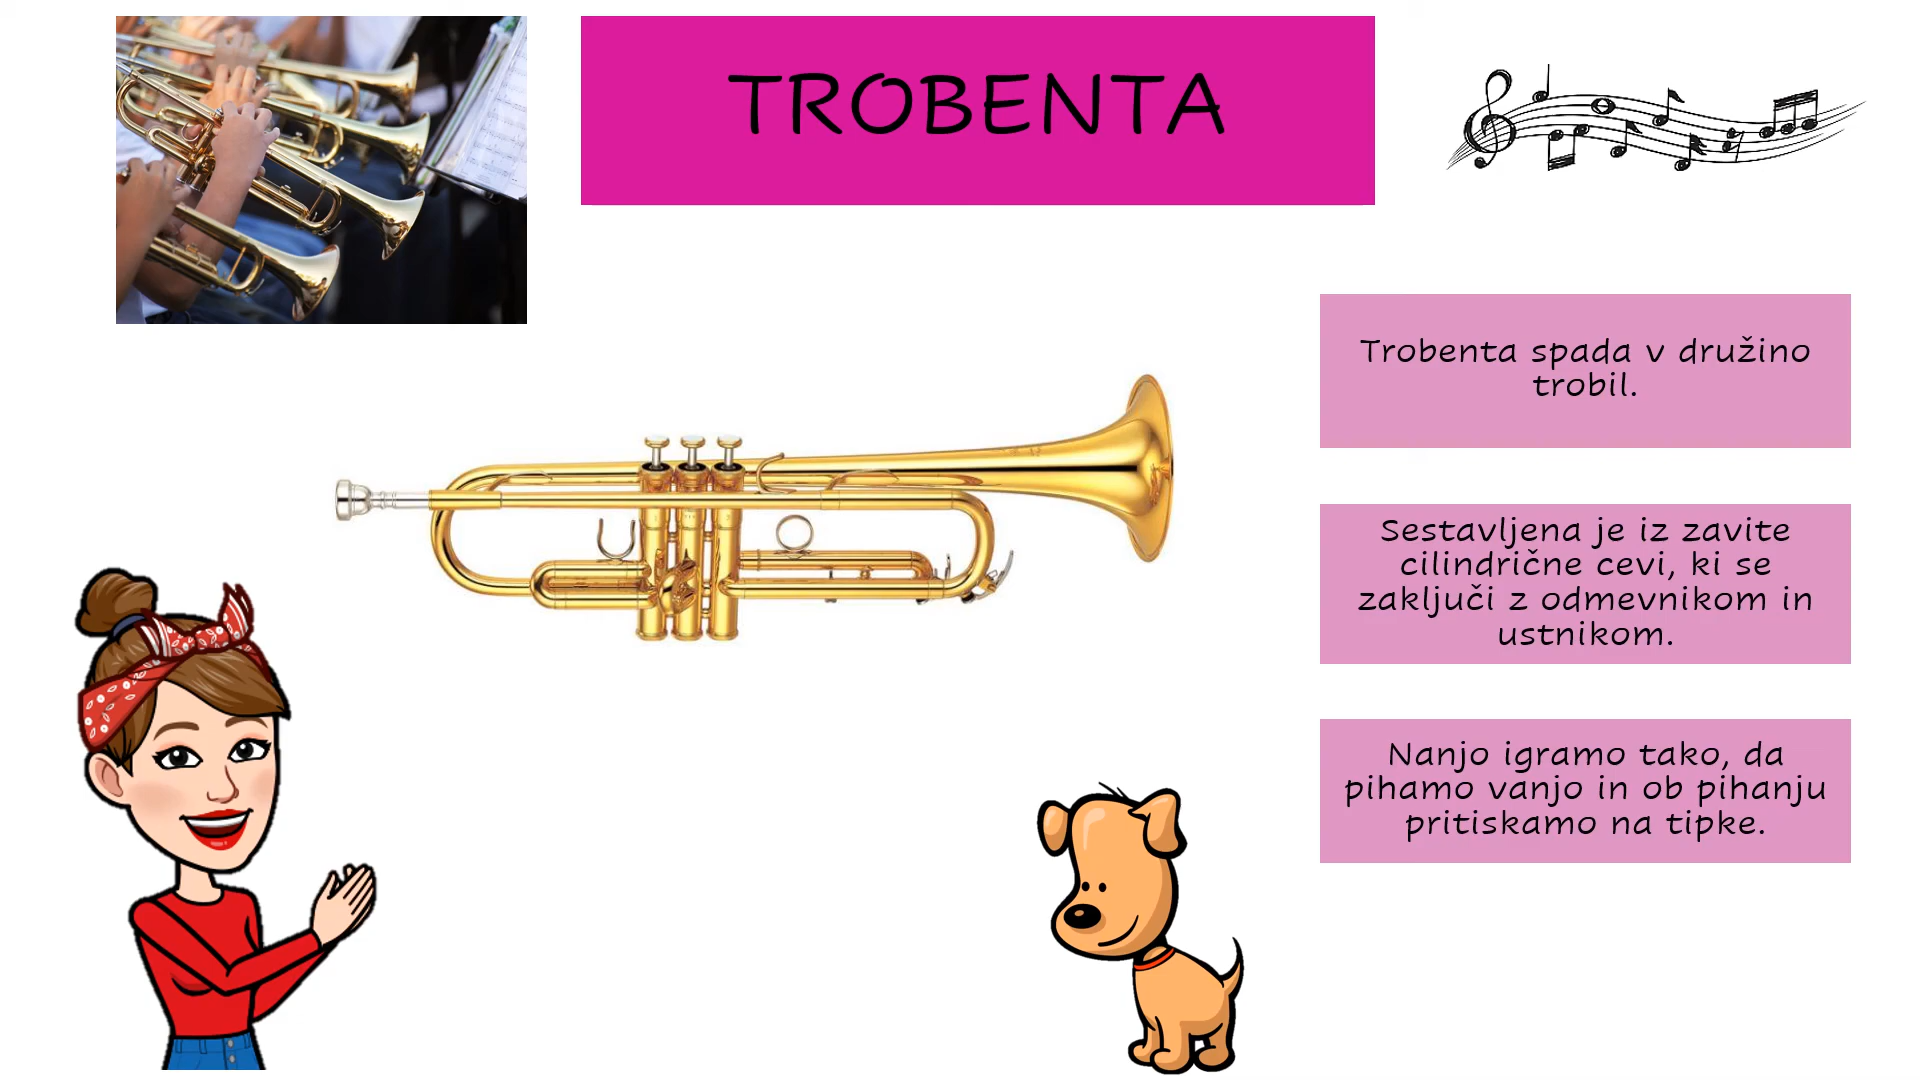 TROBENTA
Trobenta spada v družino
trobil.
Sestavljena je iz zavite
cilindrične cevi, ki se
zaključi z odmevnikom in
ustnikom.
Nanjo igramo tako, da
pihamo vanjo in ob pihanju
pritiskamo na tipke.